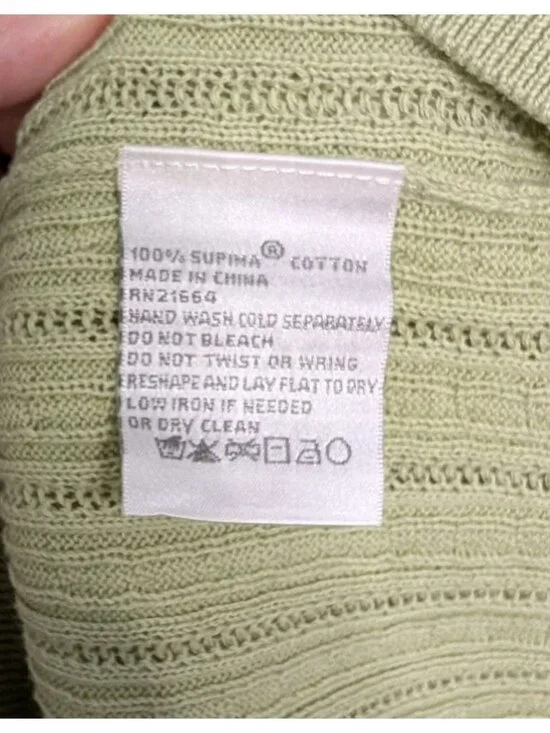 100% SUPIMA® COTTON
MADE IN CHINA
RN21664
HAND WASH COLD SEPARATELY
DO NOT BLEACH
DO NOT TWIST OR WRING
RESHAPE AND LAY FLAT TO DRY
LOW IRON IF NEEDED
OR DRY CLEAN